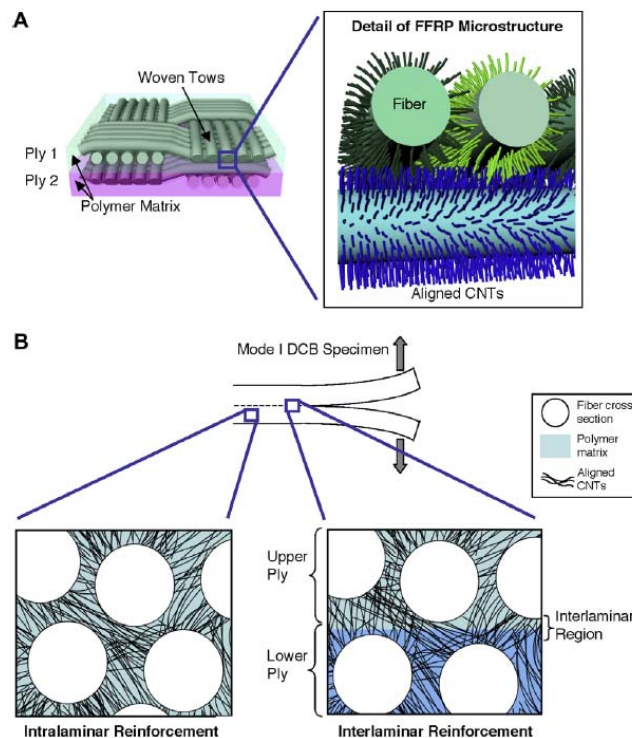 A
Detail of FFRP Microstructure
Woven Tows
Fiber
Ply 1
Ply 2
Polymer Matrix
Aligned CNTs
B
Mode I DCB Specimen
Fiber cross
section
Polymer
matrix
Aligned
CNTs
Upper
Ply
Interlaminar
Region
Lower
Ply
Intralaminar Reinforcement
Interlaminar Reinforcement